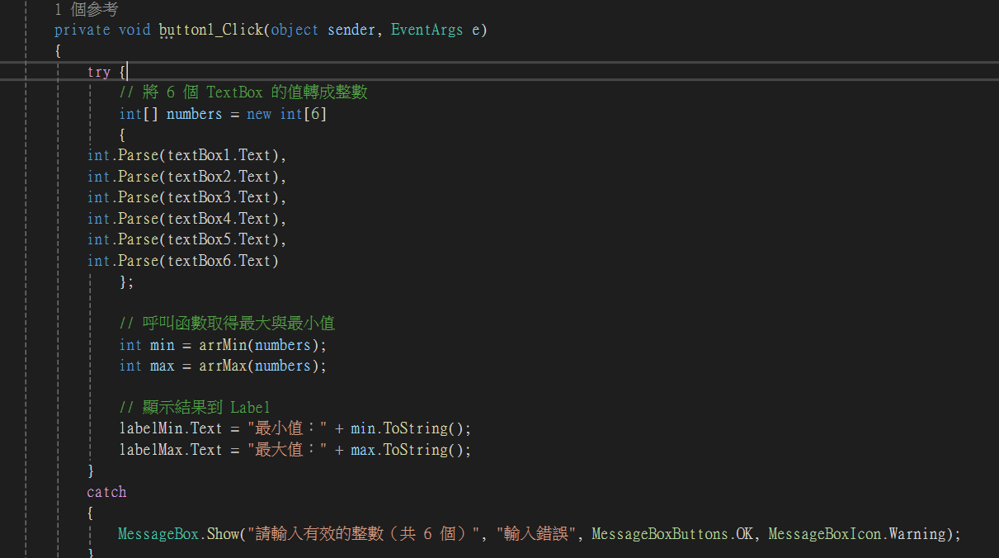 1 個參考
private void button1_Click(object sender, EventArgs e)
{
try {
// 將 6 個 TextBox 的值轉成整數
int[] numbers = new int[6]
{
int.Parse(textBox1.Text),
int.Parse(textBox2.Text),
int.Parse(textBox3.Text),
int.Parse(textBox4.Text),
int.Parse(textBox5.Text),
int.Parse(textBox6.Text)
};
// 呼叫函數取得最大與最小值
int min = arrMin(numbers);
int max = arrMax(numbers);
// 顯示結果到 Label
labelMin.Text = "最小值：" + min.ToString();
labelMax.Text = "最大值：" + max.ToString();
}
catch
{
MessageBox.Show("請輸入有效的整數（共 6 個）", "輸入錯誤", MessageBoxButtons.OK, MessageBoxIcon.Warning);
}